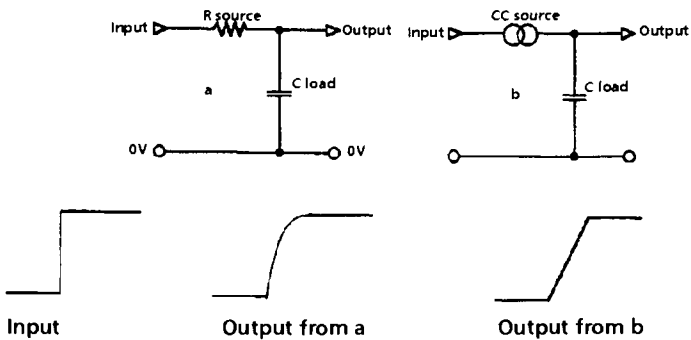 R source
Input
Output
C load
a
0V
0V
CC source
Input
Output
C load
b
Input
Output from a
Output from b